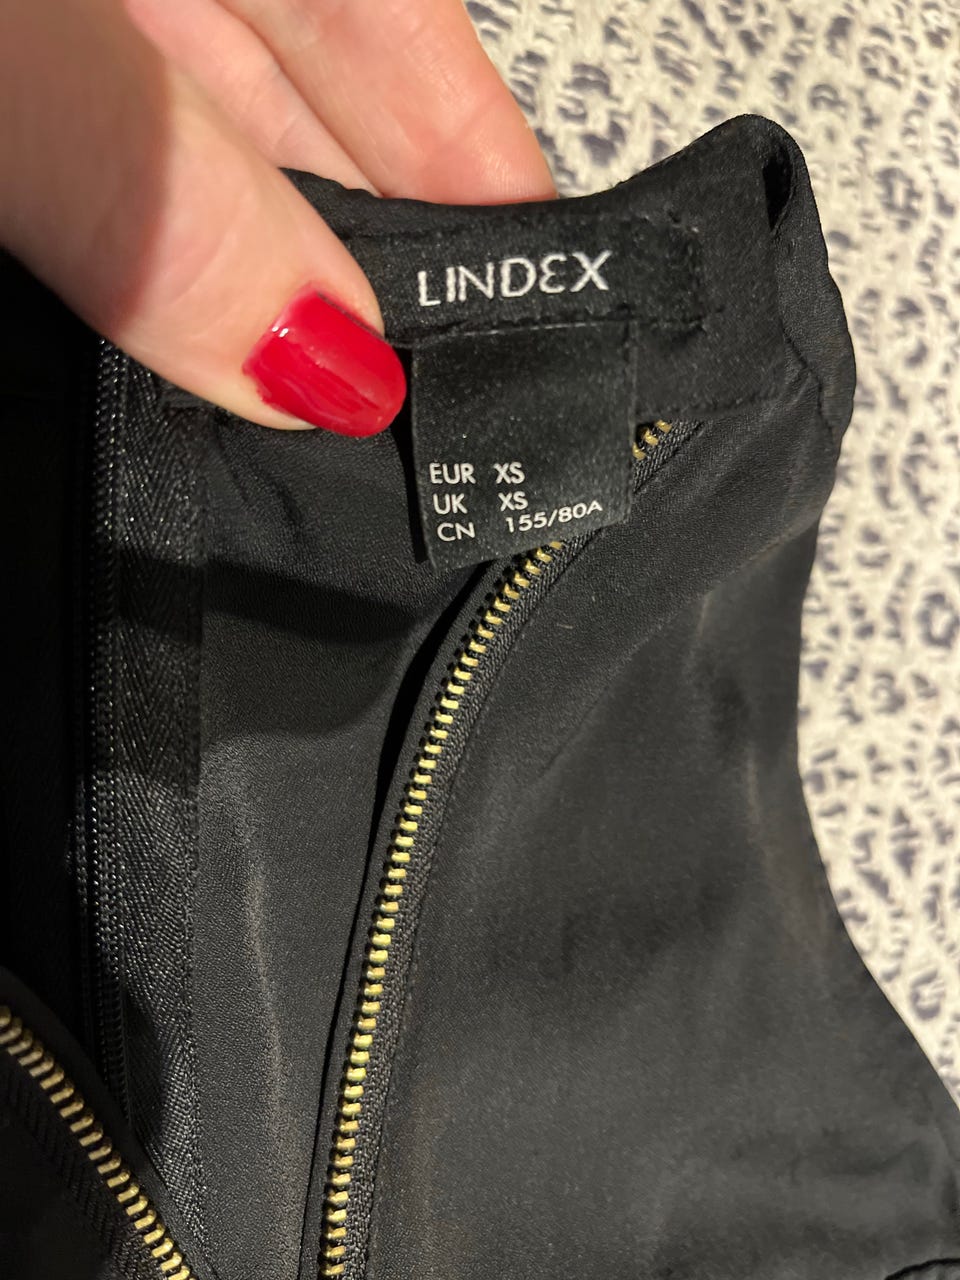 LINDEX
EUR XS
UK XS
CN 155/80A